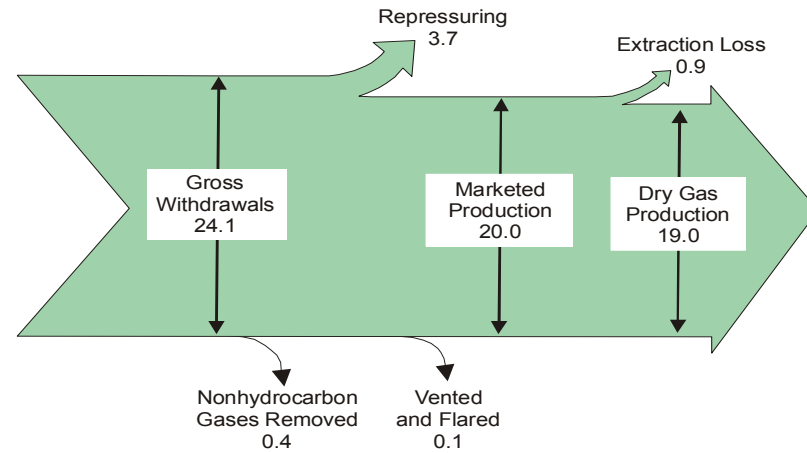 Repressuring
3.7
Extraction Loss
0.9
Gross
Withdrawals
24.1
Marketed
Production
20.0
Dry Gas
Production
19.0
Nonhydrocarbon
Gases Removed
0.4
Vented
and Flared
0.1